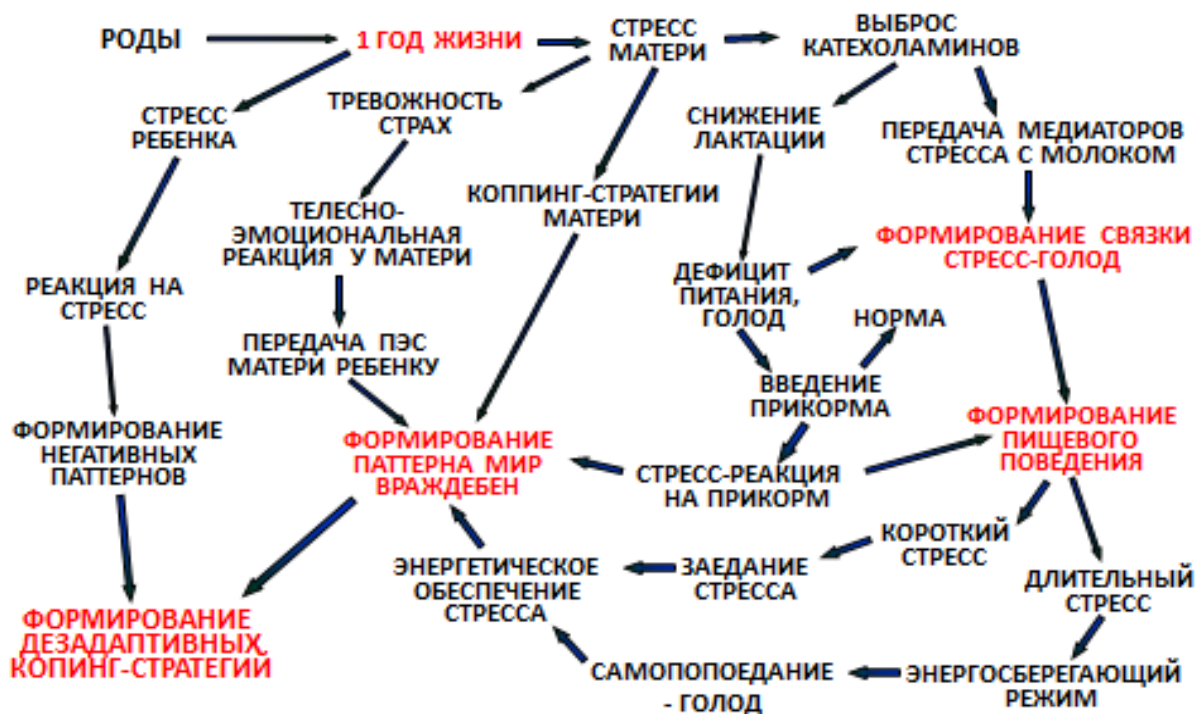 РОДЫ
1 ГОД ЖИЗНИ
СТРЕСС
МАТЕРИ
ВЫБРОС
КАТЕХОЛАМИНОВ
СТРЕСС
РЕБЕНКА
ТРЕВОЖНОСТЬ
СТРАХ
СНИЖЕНИЕ
ЛАКТАЦИИ
ПЕРЕДАЧА МЕДИАТОРОВ
СТРЕССА С МОЛОКОМ
ТЕЛЕСНО-
ЭМОЦИОНАЛЬНАЯ
РЕАКЦИЯ У МАТЕРИ
КОППИНГ-СТРАТЕГИИ
МАТЕРИ
ФОРМИРОВАНИЕ СВЯЗКИ
СТРЕСС-ГОЛОД
РЕАКЦИЯ НА
СТРЕСС
ДЕФИЦИТ
ПИТАНИЯ,
ГОЛОД
НОРМА
ПЕРЕДАЧА ПЭС
МАТЕРИ РЕБЕНКУ
ВВЕДЕНИЕ
ПРИКОРМА
ФОРМИРОВАНИЕ
НЕГАТИВНЫХ
ПАТТЕРНОВ
ФОРМИРОВАНИЕ
ПАТТЕРНА МИР
ВРАЖДЕБЕН
СТРЕСС-РЕАКЦИЯ
НА ПРИКОРМ
ФОРМИРОВАНИЕ
ПИЩЕВОГО
ПОВЕДЕНИЯ
ЭНЕРГЕТИЧЕСКОЕ
ОБЕСПЕЧЕНИЕ
СТРЕССА
ЗАЕДАНИЕ
СТРЕССА
КОРОТКИЙ
СТРЕСС
ДЛИТЕЛЬНЫЙ
СТРЕСС
ФОРМИРОВАНИЕ
ДЕЗАДАПТИВНЫХ
КОПИНГ-СТРАТЕГИЙ
САМОПОПОЕДАНИЕ
- ГОЛОД
ЭНЕРГОСБЕРЕГАЮЩИЙ
РЕЖИМ